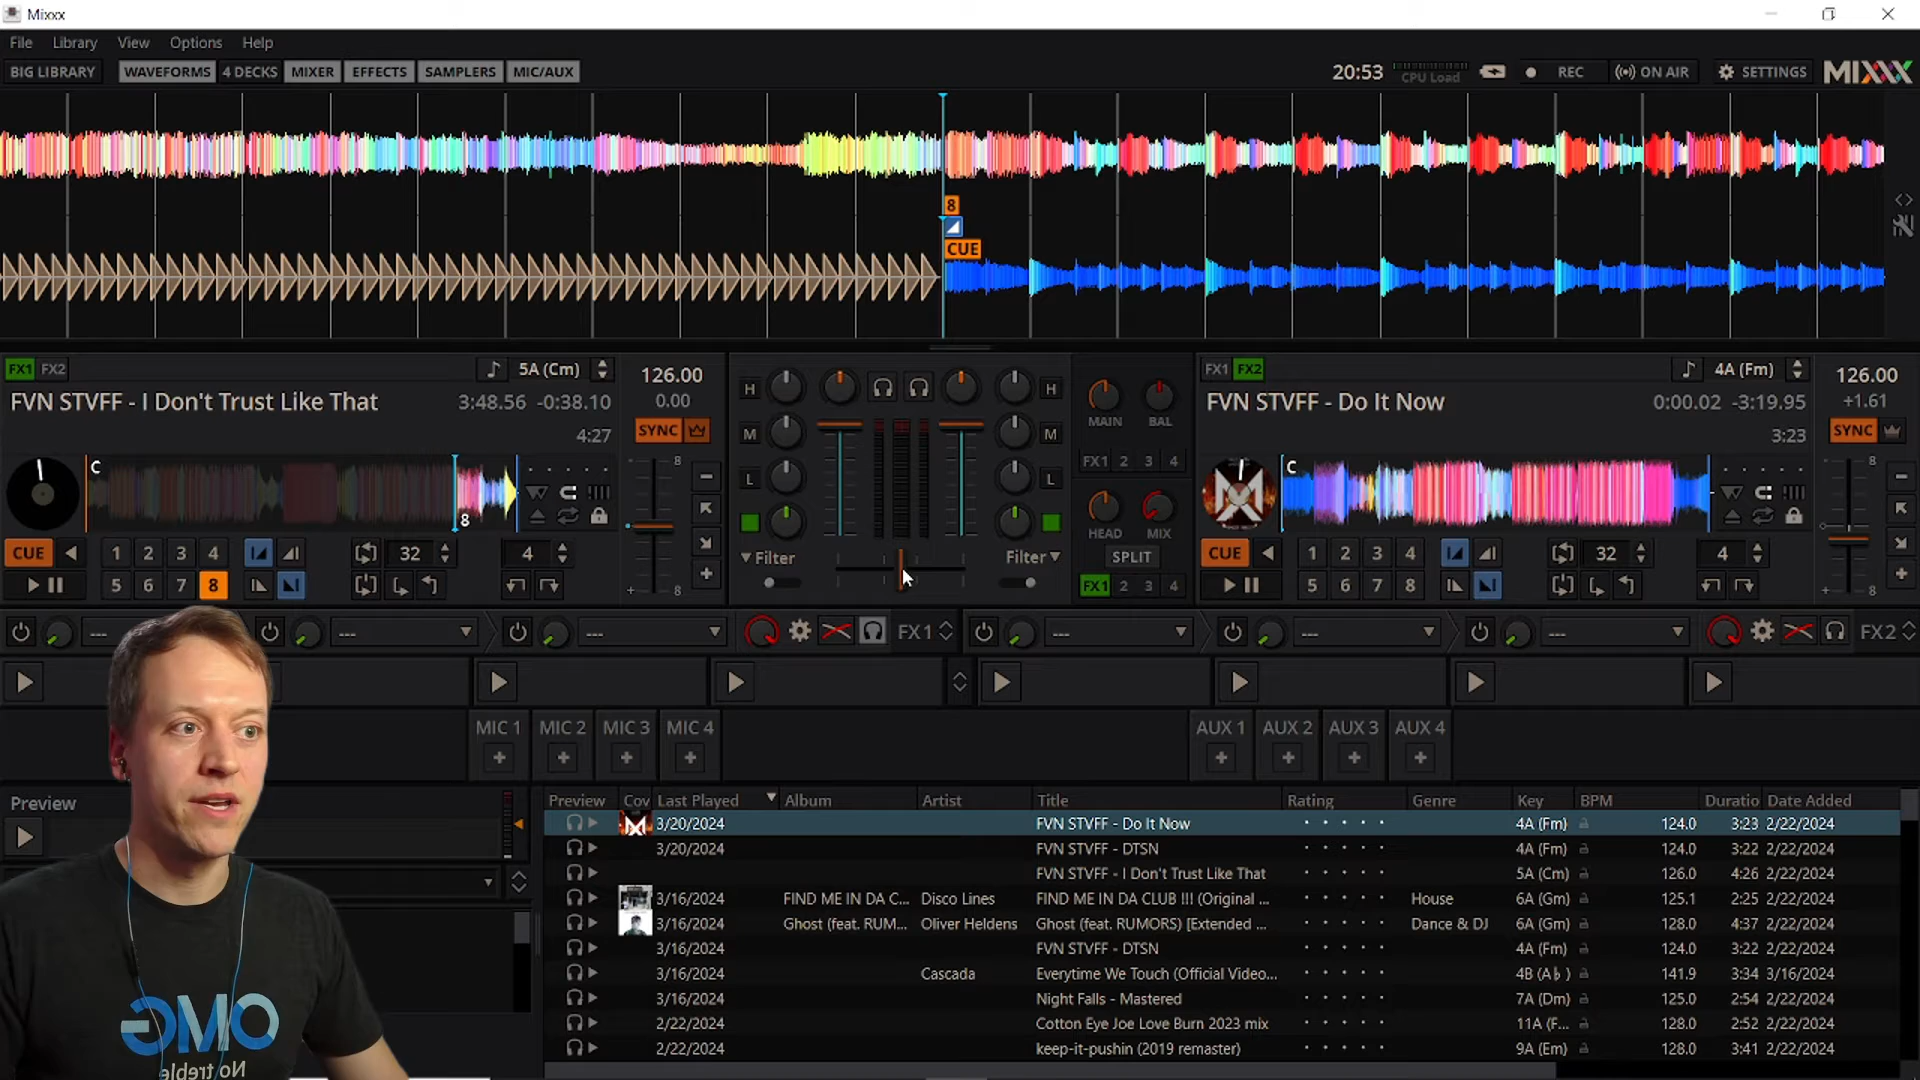 Mixxx
File Library View Options Help
BIG LIBRARY WAVEFORMS 4 DECKS MIXER EFFECTS SAMPLERS MIC/AUX 20:53 CPU Load REC ON AIR SETTINGS MIXXX
8
CUE
FX1 FX2 5A (Cm) 126.00 H H FX1 FX2 4A (Fm) 126.00
FVN STVFF - I Don't Trust Like That 3:48.56 -0:38.10 0.00 MAIN BAL FVN STVFF - Do It Now 0:00.02 -3:19.95 +1.61
4:27 SYNC M M 3:23 SYNC
C 8 FX1 2 3 4 C 8
8 L L
HEAD MIX
CUE 1 2 3 4 32 4 Filter Filter SPLIT CUE 1 2 3 4 32 4
5 6 7 8 8 FX1 2 3 4 5 6 7 8 8
--- --- --- FX1 --- --- --- FX2
MIC 1 MIC 2 MIC 3 MIC 4 AUX 1 AUX 2 AUX 3 AUX 4
Preview
Preview Cov Last Played Album Artist Title Rating Genre Key BPM Duratio Date Added
3/20/2024 FVN STVFF - Do It Now 4A (Fm) 124.0 3:23 2/22/2024
3/20/2024 FVN STVFF - DTSN 4A (Fm) 124.0 3:22 2/22/2024
FVN STVFF - I Don't Trust Like That 5A (Cm) 126.0 4:26 2/22/2024
3/16/2024 FIND ME IN DA C... Disco Lines FIND ME IN DA CLUB !!! (Original ... House 6A (Gm) 125.1 2:25 2/22/2024
3/16/2024 Ghost (feat. RUM... Oliver Heldens Ghost (feat. RUMORS) [Extended ... Dance & DJ 6A (Gm) 128.0 4:37 2/22/2024
3/16/2024 FVN STVFF - DTSN 4A (Fm) 124.0 3:22 2/22/2024
3/16/2024 Cascada Everytime We Touch (Official Video... 4B (A♭) 141.9 3:34 3/16/2024
3/16/2024 Night Falls - Mastered 7A (Dm) 125.0 2:54 2/22/2024
2/22/2024 Cotton Eye Joe Love Burn 2023 mix 11A (F... 128.0 2:52 2/22/2024
2/22/2024 keep-it-pushin (2019 remaster) 9A (Em) 128.0 3:41 2/22/2024
OMG
No treble